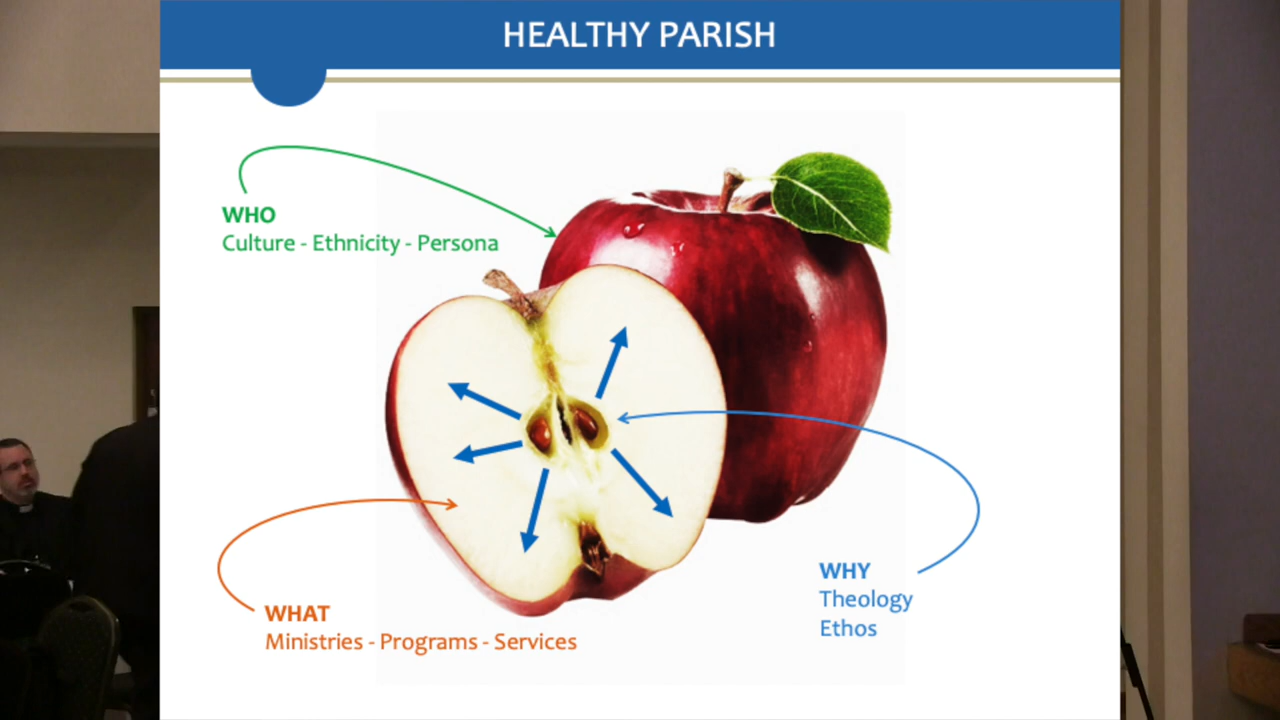 HEALTHY PARISH
WHO
Culture - Ethnicity - Persona
WHY
Theology
Ethos
WHAT
Ministries - Programs - Services